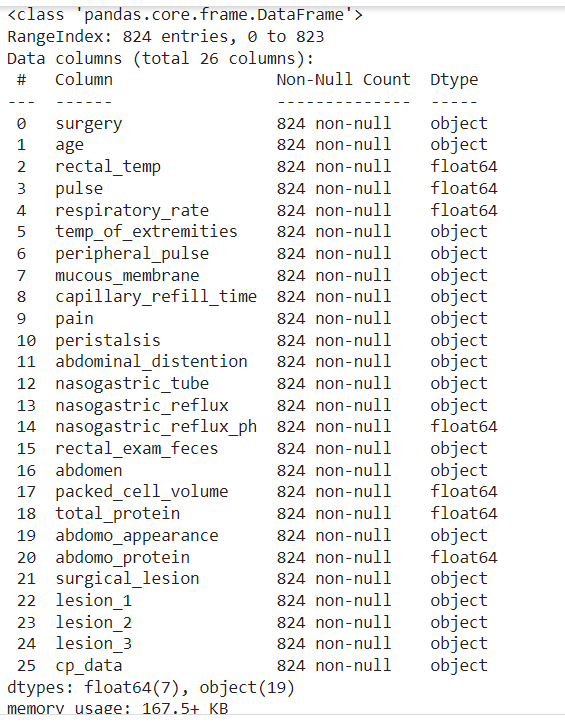 <class 'pandas.core.frame.DataFrame'>
RangeIndex: 824 entries, 0 to 823
Data columns (total 26 columns):
 #   Column                 Non-Null Count  Dtype  
---  ------                 --------------  -----  
 0   surgery                824 non-null    object 
 1   age                    824 non-null    object 
 2   rectal_temp            824 non-null    float64
 3   pulse                  824 non-null    float64
 4   respiratory_rate       824 non-null    float64
 5   temp_of_extremities    824 non-null    object 
 6   peripheral_pulse       824 non-null    object 
 7   mucous_membrane        824 non-null    object 
 8   capillary_refill_time  824 non-null    object 
 9   pain                   824 non-null    object 
 10  peristalsis            824 non-null    object 
 11  abdominal_distention   824 non-null    object 
 12  nasogastric_tube       824 non-null    object 
 13  nasogastric_reflux     824 non-null    object 
 14  nasogastric_reflux_ph  824 non-null    float64
 15  rectal_exam_feces      824 non-null    object 
 16  abdomen                824 non-null    object 
 17  packed_cell_volume     824 non-null    float64
 18  total_protein          824 non-null    float64
 19  abdomo_appearance      824 non-null    object 
 20  abdomo_protein         824 non-null    float64
 21  surgical_lesion        824 non-null    object 
 22  lesion_1               824 non-null    object 
 23  lesion_2               824 non-null    object 
 24  lesion_3               824 non-null    object 
 25  cp_data                824 non-null    object 
dtypes: float64(7), object(19)
memory usage: 167.5+ KB